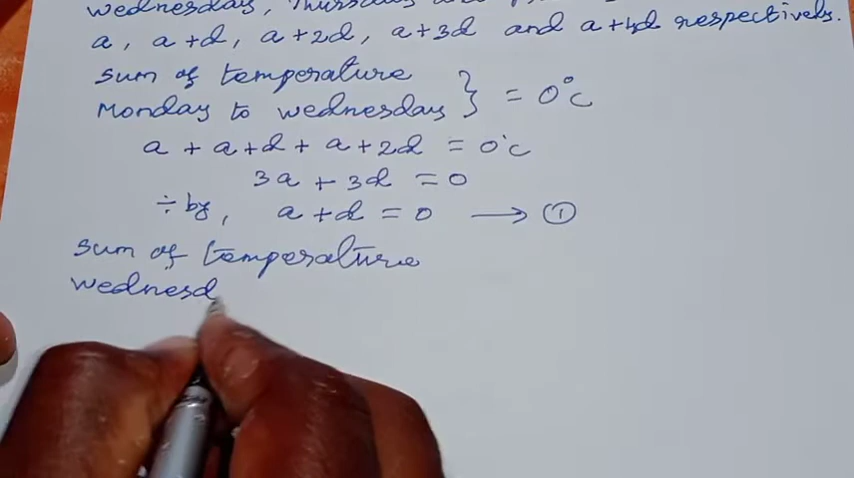 wednesday, Thursday
a, a+d, a+2d, a+3d and a+4d respectively.
sum of temperature
Monday to wednesday } = 0°C
a + a+d + a+2d = 0°C
3a + 3d = 0
÷ by, a+d = 0 → ①
sum of temperature
wednesd